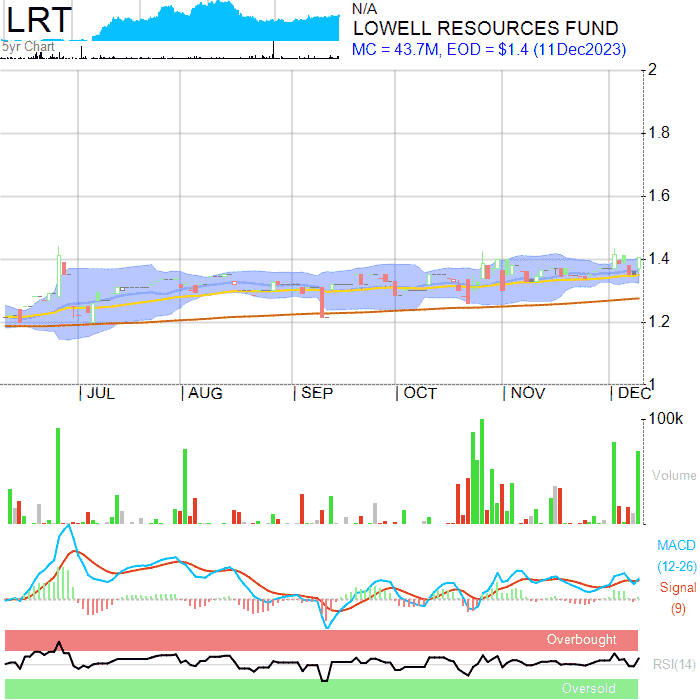 LRT
5yr Chart
N/A
LOWELL RESOURCES FUND
MC = 43.7M, EOD = $1.4 (11Dec2023)
2
1.8
1.6
1.4
1.2
1
JUL AUG SEP OCT NOV DEC
100k
Volume
MACD
(12-26)
Signal
(9)
Overbought
RSI(14)
Oversold